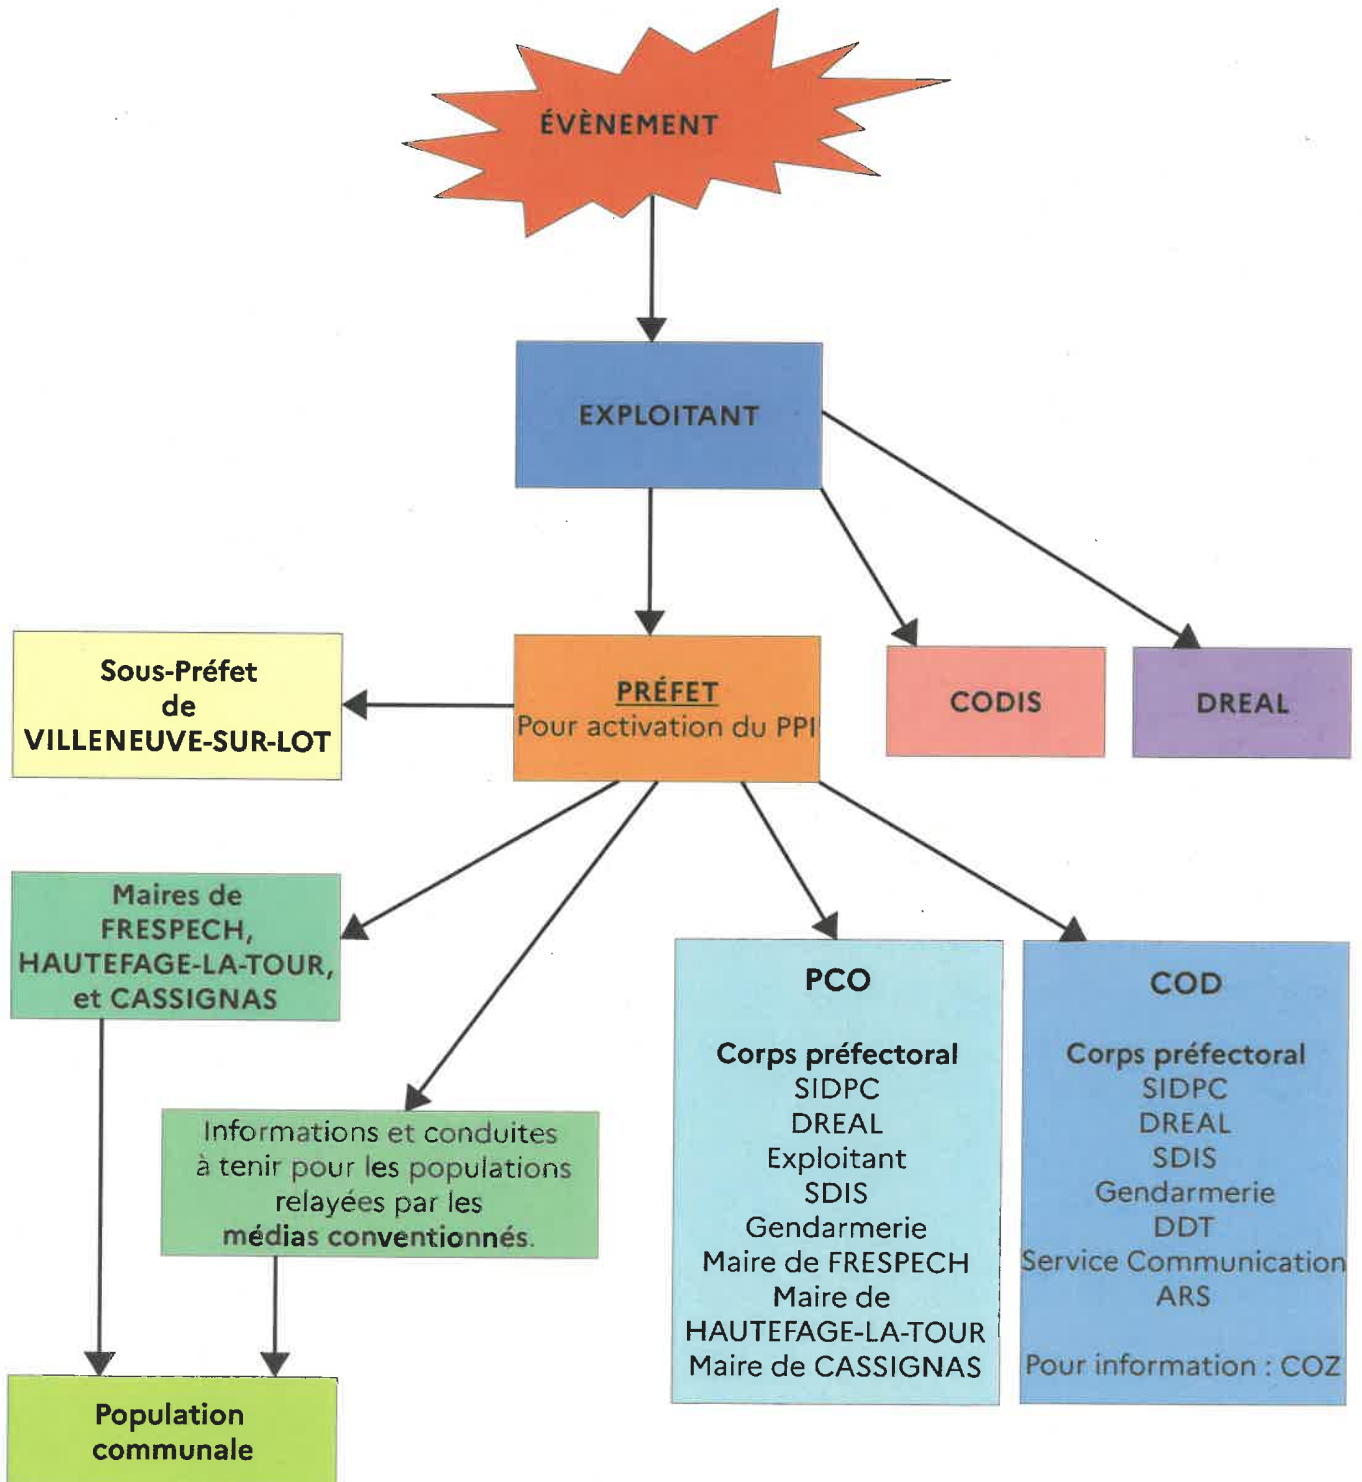 ÉVÈNEMENT
EXPLOITANT
Sous-Préfet
de
VILLENEUVE-SUR-LOT
PRÉFET
Pour activation du PPI
CODIS
DREAL
Maires de
FRESPECH,
HAUTEFAGE-LA-TOUR,
et CASSIGNAS
Informations et conduites
à tenir pour les populations
relayées par les
médias conventionnés.
Population
communale
PCO
Corps préfectoral
SIDPC
DREAL
Exploitant
SDIS
Gendarmerie
Maire de FRESPECH
Maire de
HAUTEFAGE-LA-TOUR
Maire de CASSIGNAS
COD
Corps préfectoral
SIDPC
DREAL
SDIS
Gendarmerie
DDT
Service Communication
ARS
Pour information : COZ